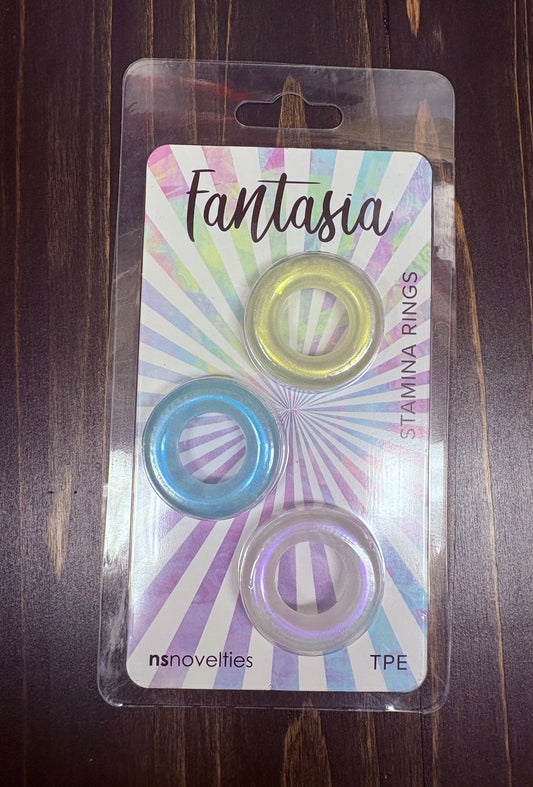 Fantasia
STAMINA RINGS
nsnovelties
TPE